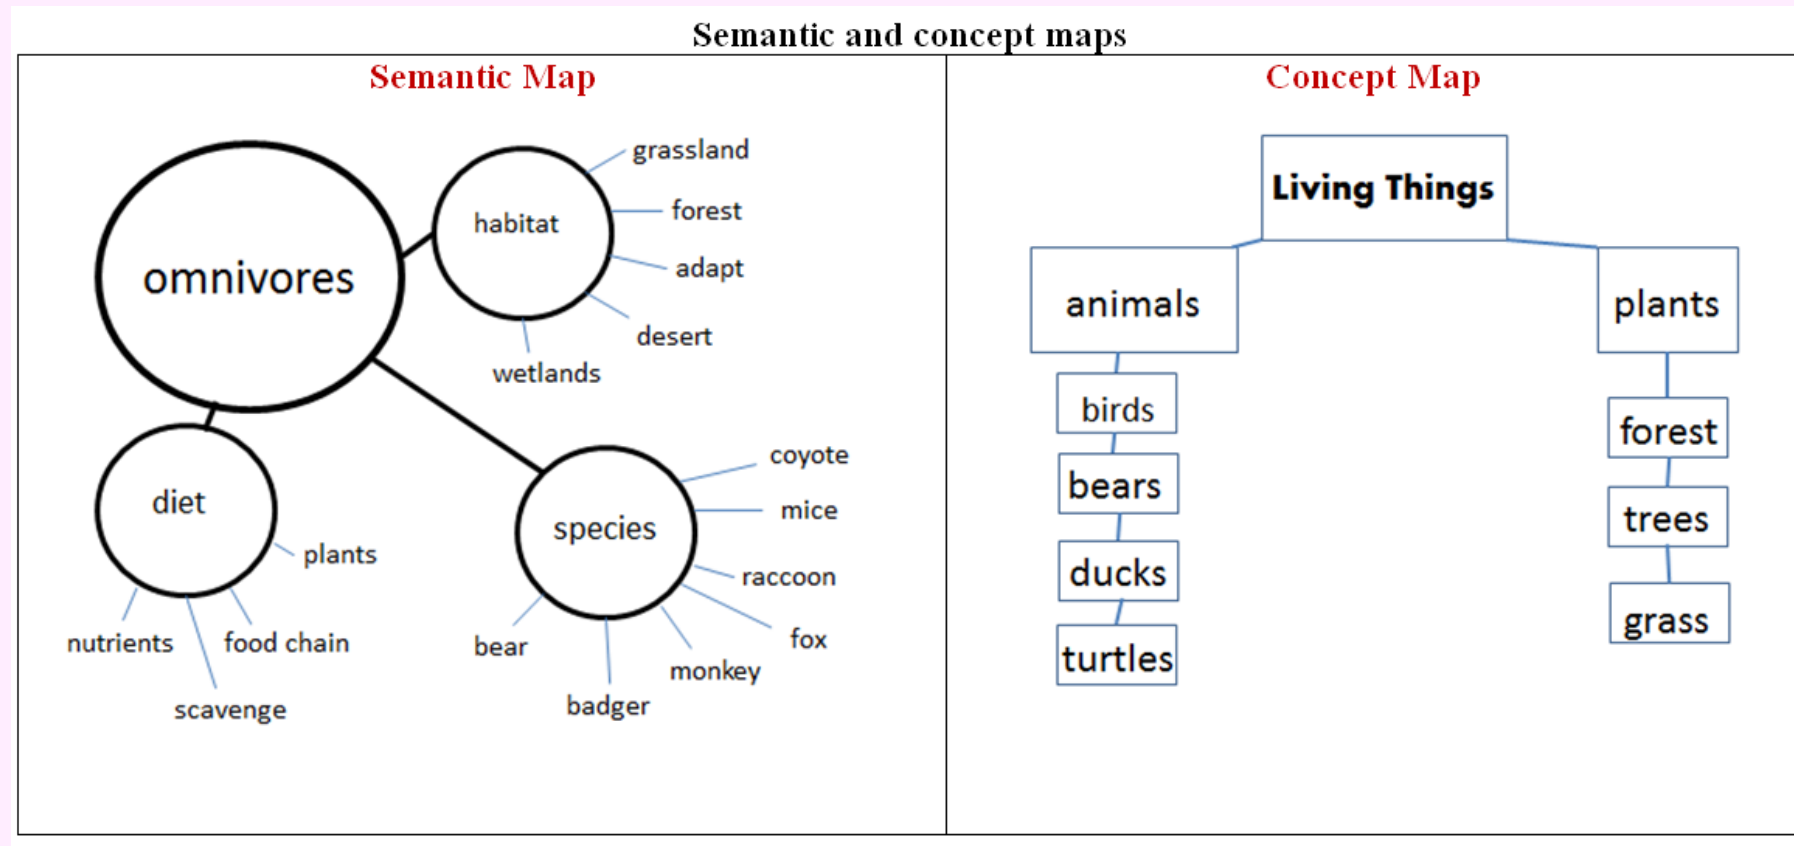 Semantic and concept maps
Semantic Map
omnivores
habitat
grassland
forest
adapt
desert
wetlands
diet
plants
nutrients
food chain
scavenge
species
coyote
mice
raccoon
fox
monkey
badger
bear
Concept Map
Living Things
animals
birds
bears
ducks
turtles
plants
forest
trees
grass